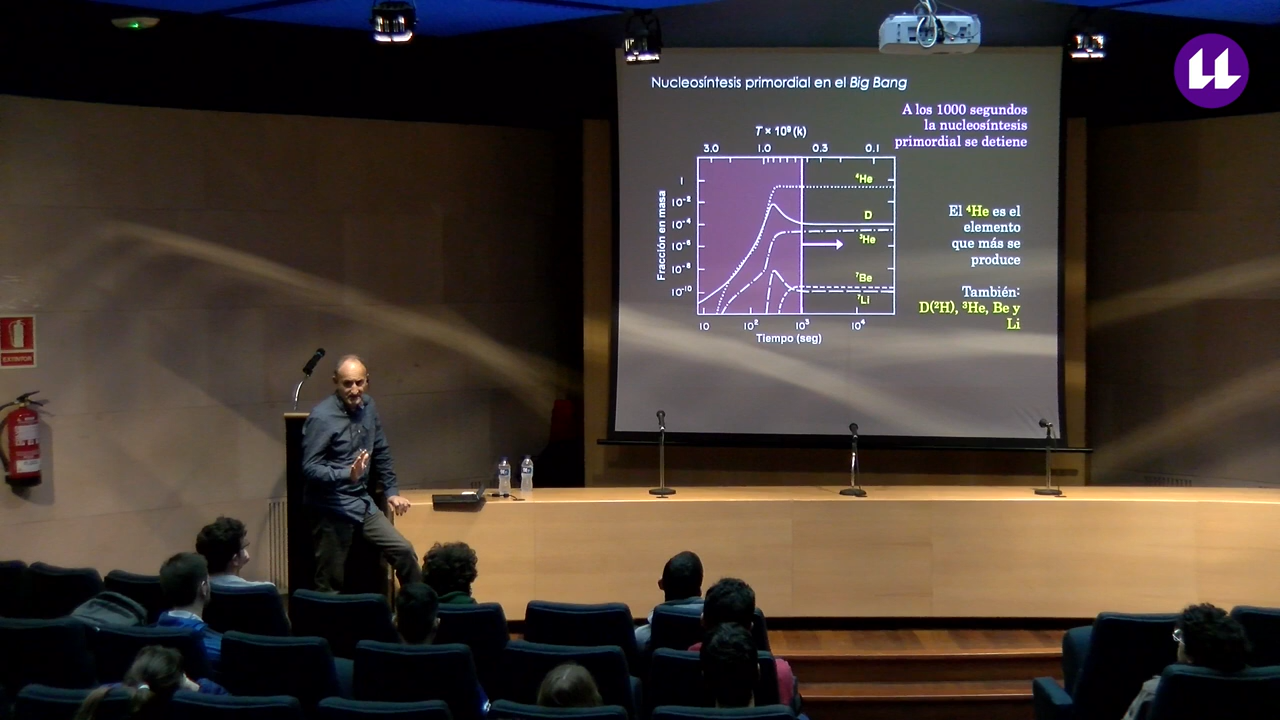 Nucleosíntesis primordial en el Big Bang
A los 1000 segundos
la nucleosíntesis
primordial se detiene
T × 10⁹ (k)
3.0 1.0 0.3 0.1
Fracción en masa
1
10⁻²
10⁻⁴
10⁻⁶
10⁻⁸
10⁻¹⁰
⁴He
D
³He
⁷Be
⁷Li
10 10² 10³ 10⁴
Tiempo (seg)
El ⁴He es el
elemento
que más se
produce
También:
D(²H), ³He, Be y
Li
EXTINTOR